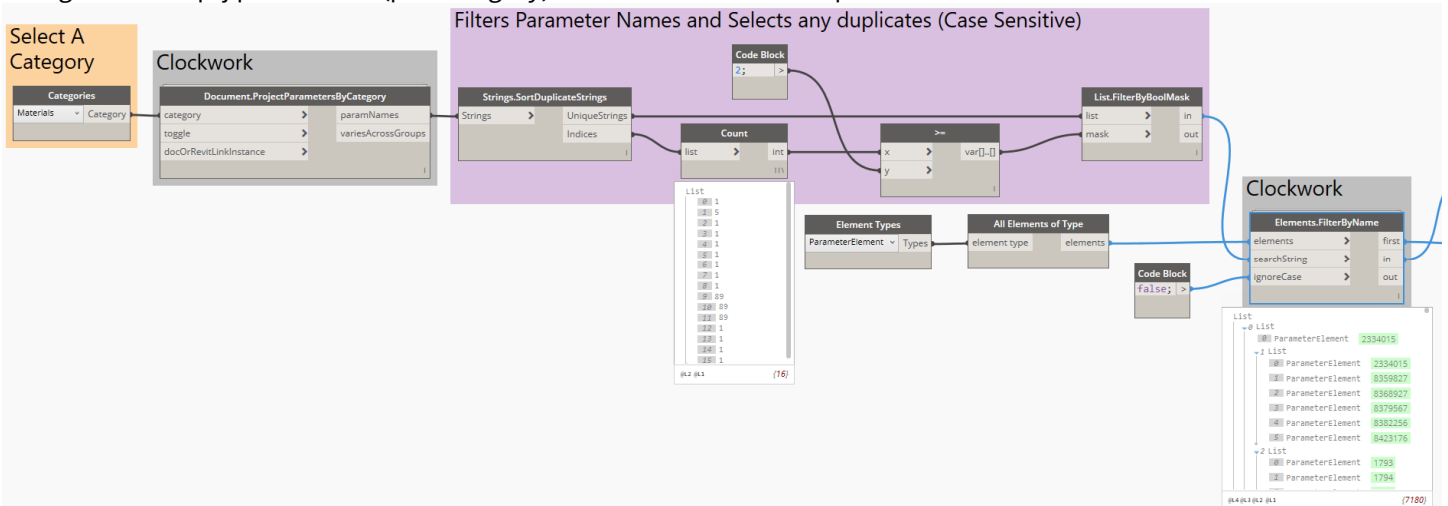 Filters Parameter Names and Selects any duplicates (Case Sensitive)
Select A
Category
Clockwork
Categories
Materials Category
Document.ProjectParametersByCategory
category > paramNames
toggle > variesAcrossGroups
docOrRevitLinkInstance >
Strings.SortDuplicateStrings
Strings > UniqueStrings
Indices
Code Block
2; >
Count
list > int
List
0 1
1 5
2 1
3 1
4 1
5 1
6 1
7 1
8 1
9 89
10 89
11 89
12 1
13 1
14 1
15 1
@L2 @L1 {16}
>=
x > var[]..[]
y >
List.FilterByBoolMask
list > in
mask > out
Element Types
ParameterElement Types
All Elements of Type
element type elements
Code Block
false; >
Clockwork
Elements.FilterByName
elements > first
searchString > in
ignoreCase > out
List
0 List
0 ParameterElement 2334015
1 List
0 ParameterElement 2334015
1 ParameterElement 8359827
2 ParameterElement 8368927
3 ParameterElement 8379567
4 ParameterElement 8382256
5 ParameterElement 8423176
2 List
0 ParameterElement 1793
1 ParameterElement 1794
@L4 @L3 @L2 @L1 {7180}